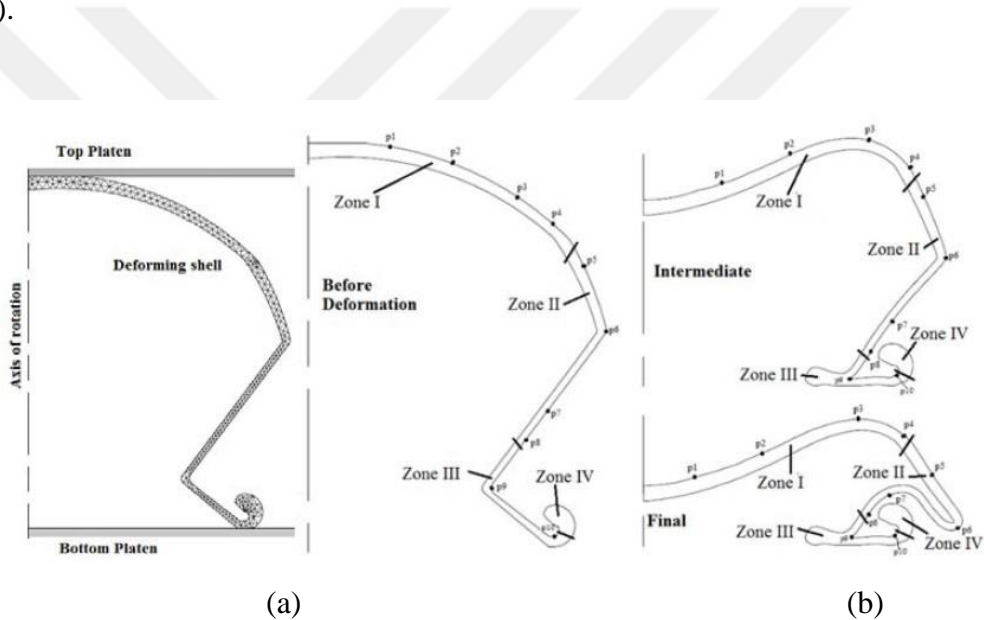 ).
Top Platen
Deforming shell
Axis of rotation
Bottom Platen
p1
p2
p3
p4
p5
p6
p7
p8
p9
p10
Zone I
Zone II
Before
Deformation
Zone III
Zone IV
p1
p2
p3
p4
p5
p6
p7
p8
p9
p10
Zone I
Zone II
Intermediate
Zone IV
Zone III
p1
p2
p3
p4
p5
p6
p7
p8
p9
p10
Zone I
Zone II
Final
Zone III
Zone IV
(a)
(b)